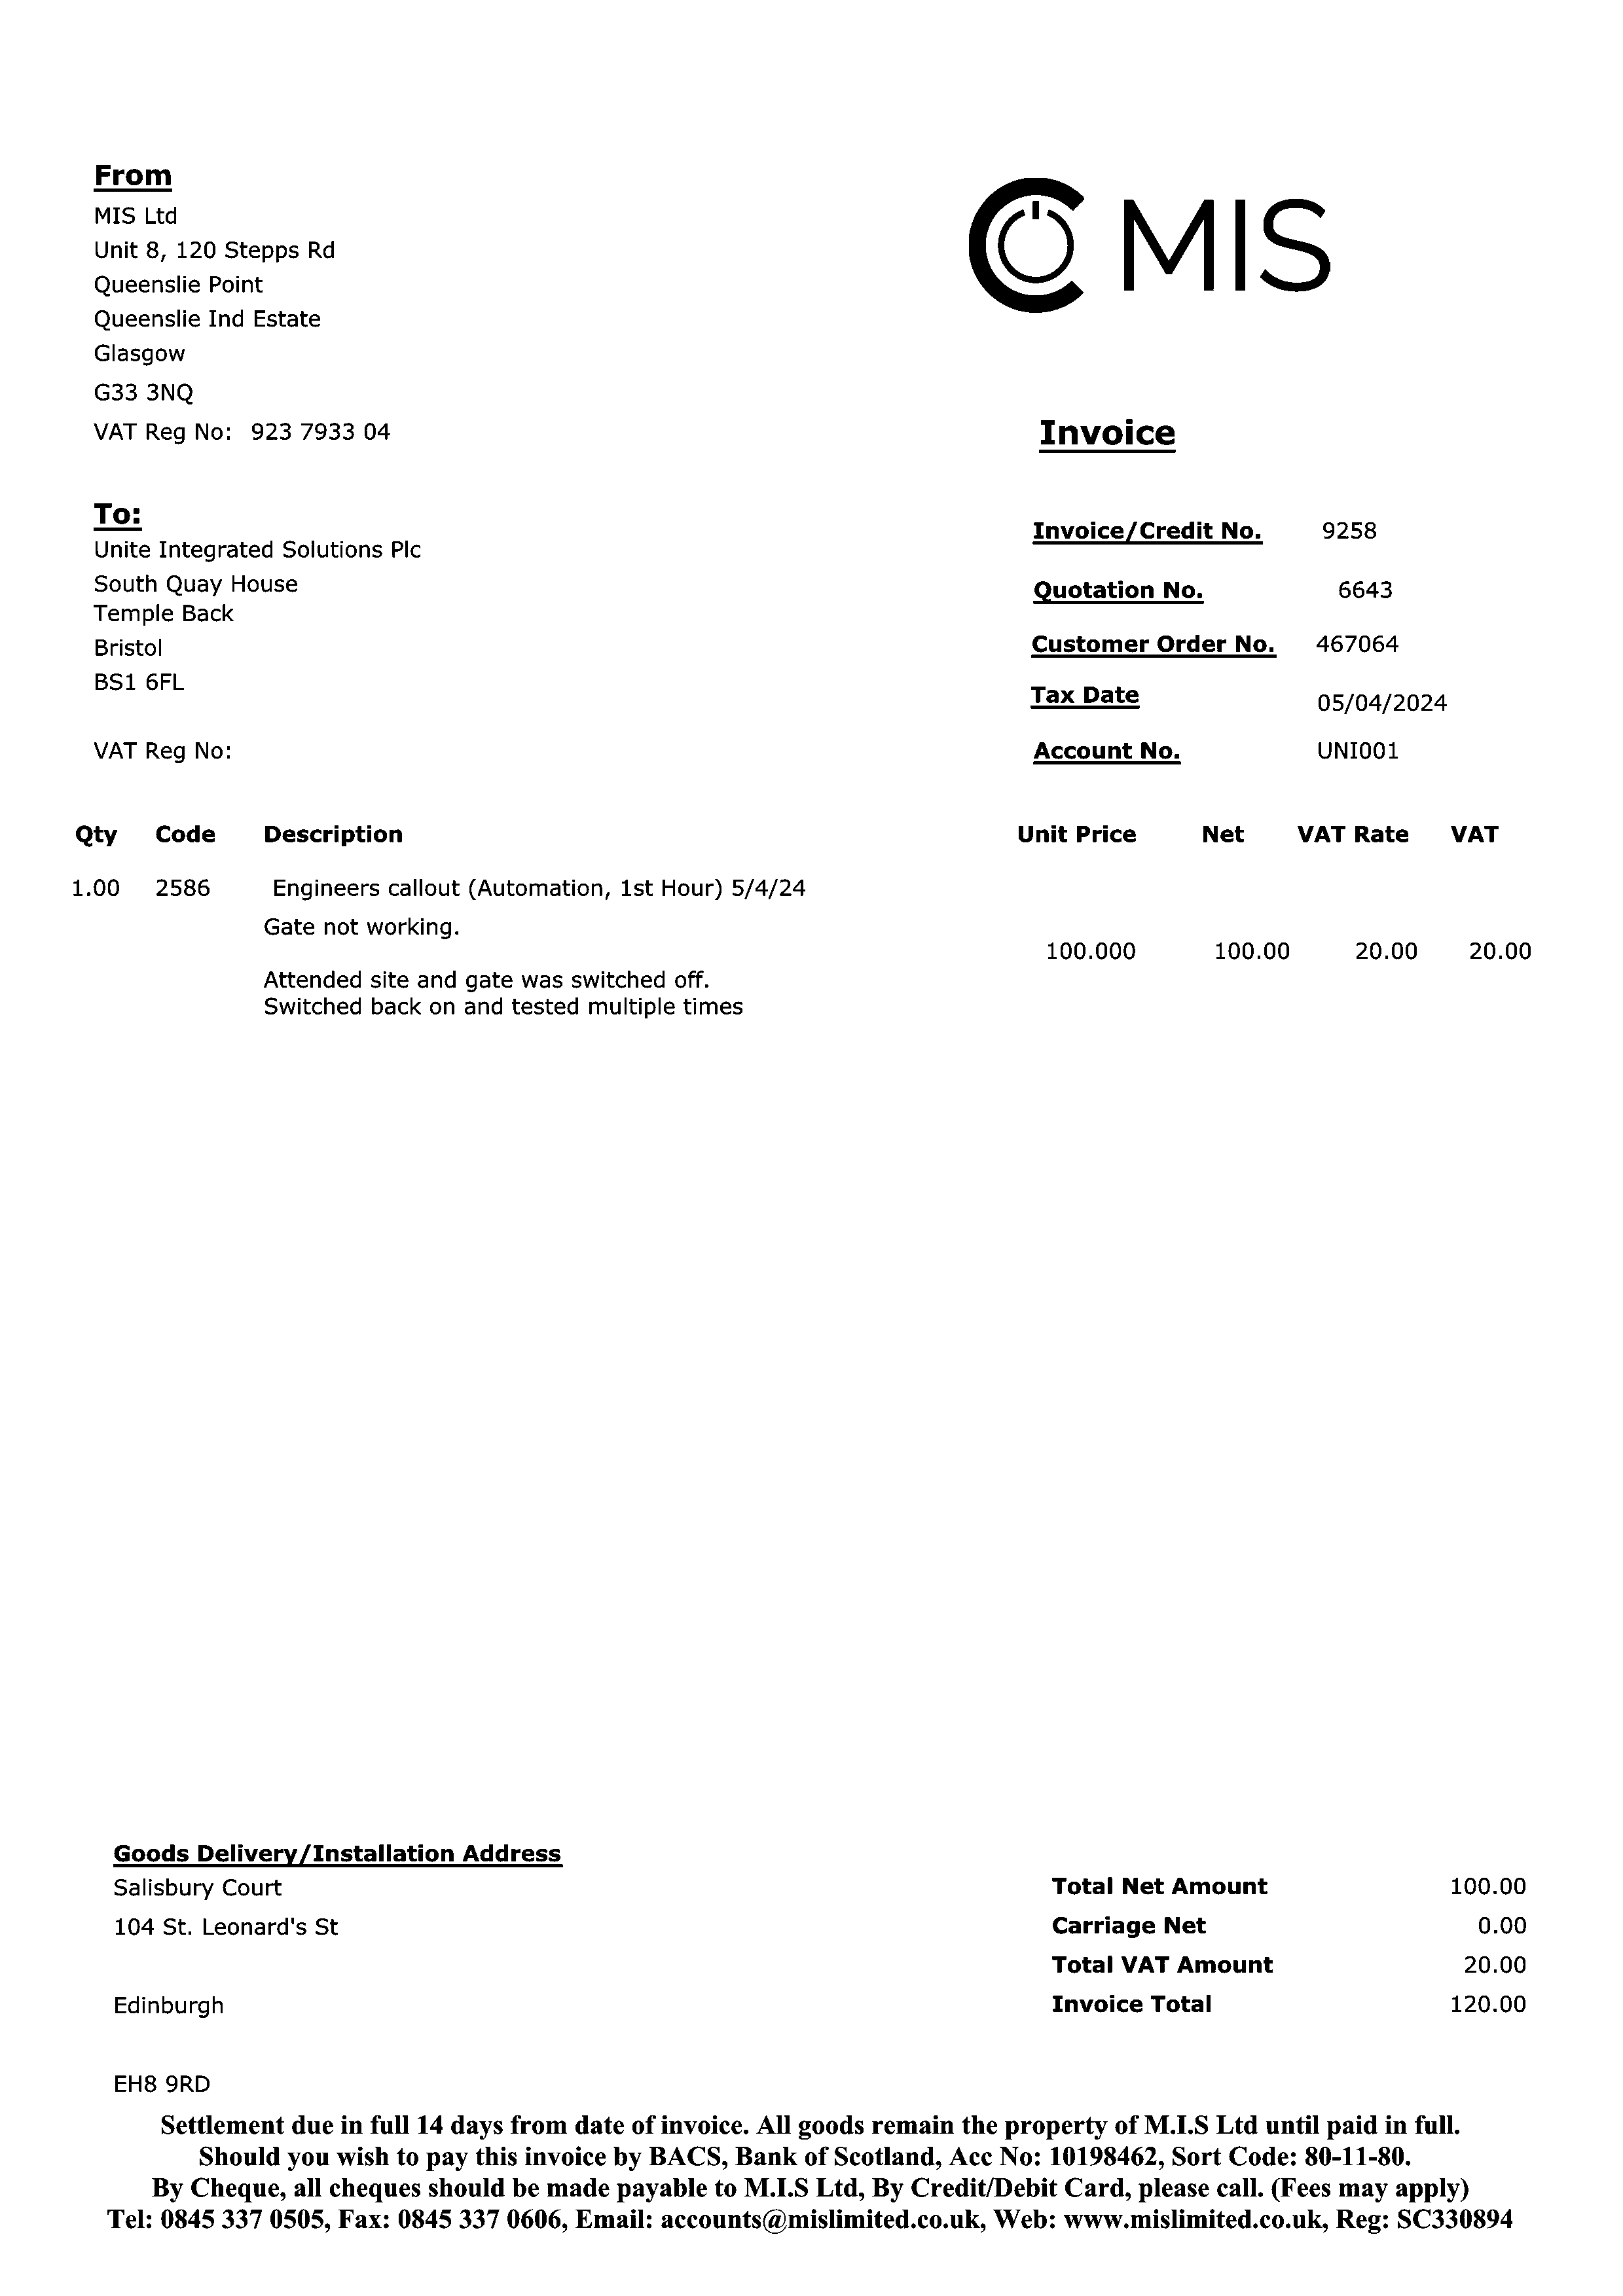 From
MIS Ltd
Unit 8, 120 Stepps Rd
Queenslie Point
Queenslie Ind Estate
Glasgow
G33 3NQ
VAT Reg No: 923 7933 04
MIS
Invoice
To:
Unite Integrated Solutions Plc
South Quay House
Temple Back
Bristol
BS1 6FL
VAT Reg No:
Invoice/Credit No. 9258
Quotation No. 6643
Customer Order No. 467064
Tax Date 05/04/2024
Account No. UNI001
Qty Code Description Unit Price Net VAT Rate VAT
1.00 2586 Engineers callout (Automation, 1st Hour) 5/4/24
Gate not working.
100.000 100.00 20.00 20.00
Attended site and gate was switched off.
Switched back on and tested multiple times
Goods Delivery/Installation Address
Salisbury Court
104 St. Leonard's St
Edinburgh
EH8 9RD
Total Net Amount 100.00
Carriage Net 0.00
Total VAT Amount 20.00
Invoice Total 120.00
Settlement due in full 14 days from date of invoice. All goods remain the property of M.I.S Ltd until paid in full.
Should you wish to pay this invoice by BACS, Bank of Scotland, Acc No: 10198462, Sort Code: 80-11-80.
By Cheque, all cheques should be made payable to M.I.S Ltd, By Credit/Debit Card, please call. (Fees may apply)
Tel: 0845 337 0505, Fax: 0845 337 0606, Email: accounts@mislimited.co.uk, Web: www.mislimited.co.uk, Reg: SC330894